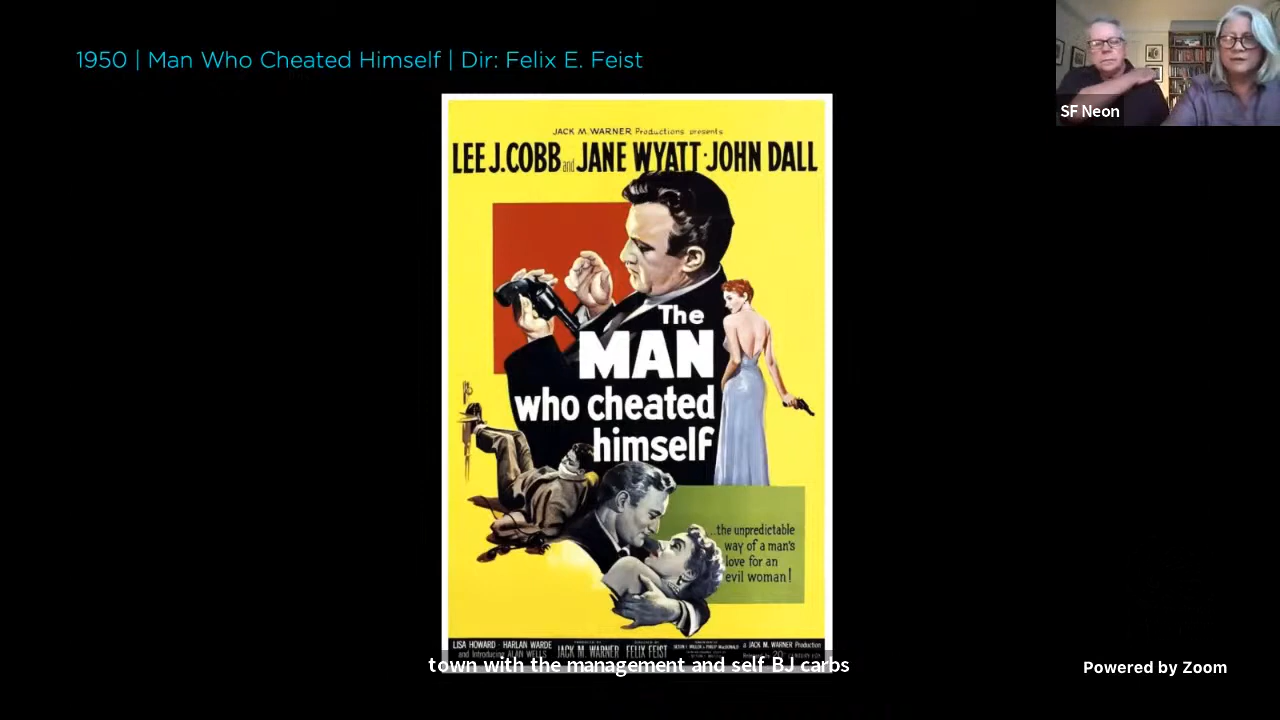 1950 | Man Who Cheated Himself | Dir: Felix E. Feist
SF Neon
JACK M. WARNER Productions presents
LEE J. COBB and JANE WYATT · JOHN DALL
The
MAN
who cheated
himself
...the unpredictable
way of a man's
love for an
evil woman!
LISA HOWARD · HARLAN WARDE
and Introducing ALAN WELLS
JACK M. WARNER
FELIX FEIST
a JACK M. WARNER Production
town with the management and self BJ carbs
Powered by Zoom